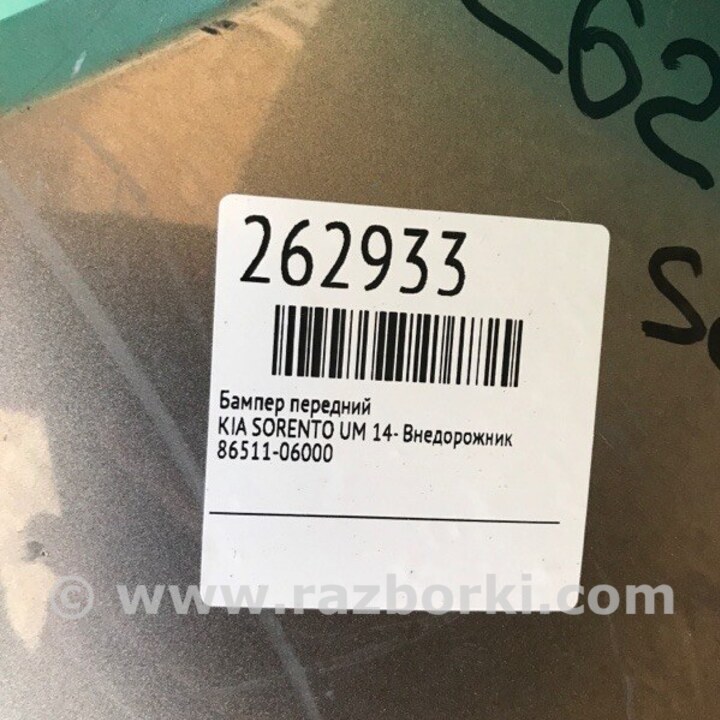 262933
Бампер передний
KIA SORENTO UM 14- Внедорожник
86511-06000
© www.razborki.com